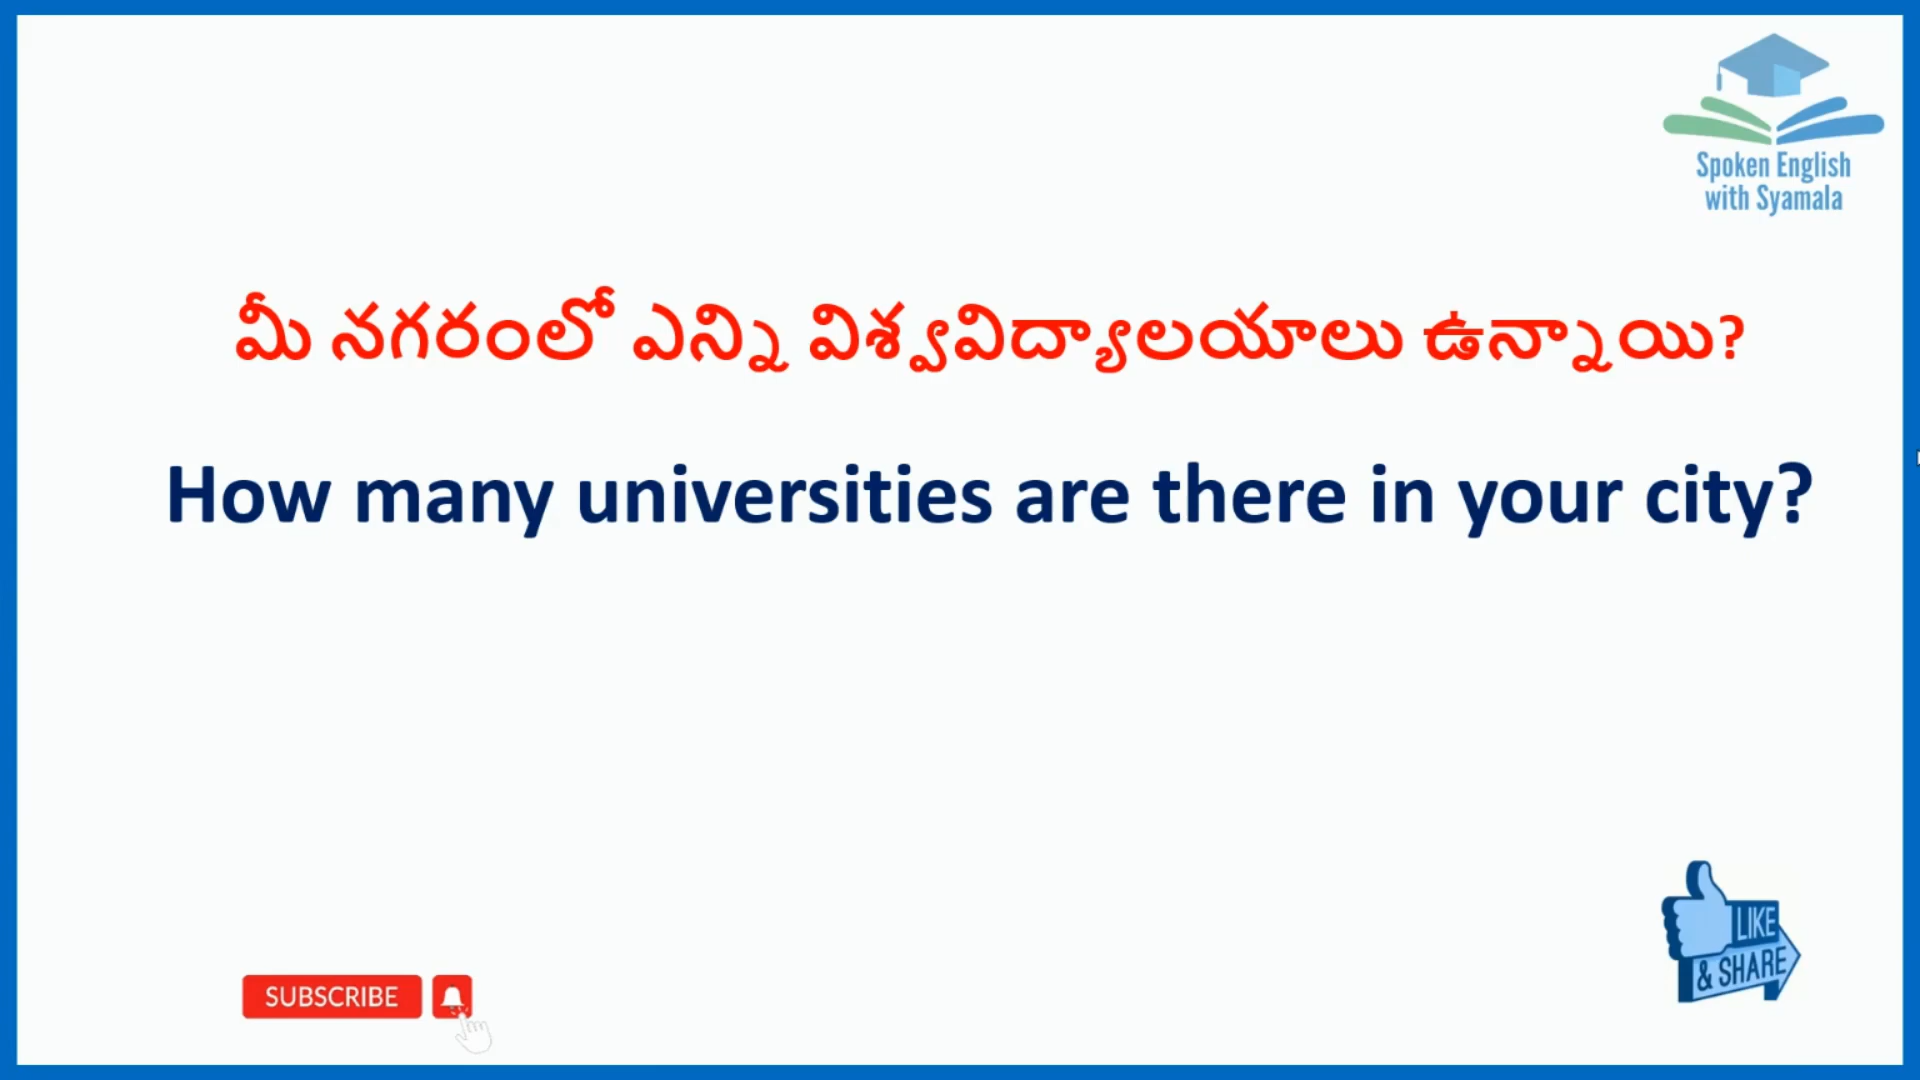 Spoken English
with Syamala
మీ నగరంలో ఎన్ని విశ్వవిద్యాలయాలు ఉన్నాయి?
How many universities are there in your city?
LIKE
& SHARE
SUBSCRIBE